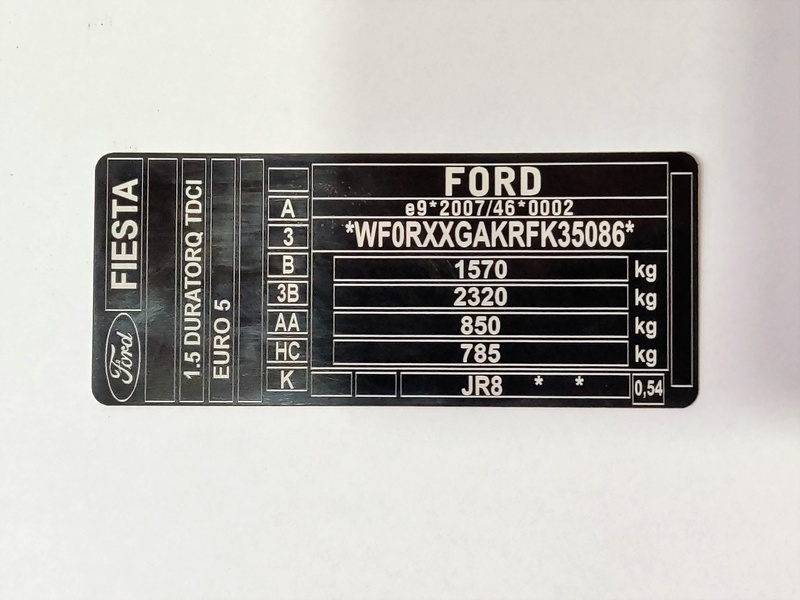 FORD
A e9*2007/46*0002
3 *WF0RXXGAKRFK35086*
B 1570 kg
3B 2320 kg
AA 850 kg
HC 785 kg
K JR8 * * 0,54
FIESTA
1.5 DURATORQ TDCI
EURO 5
Ford